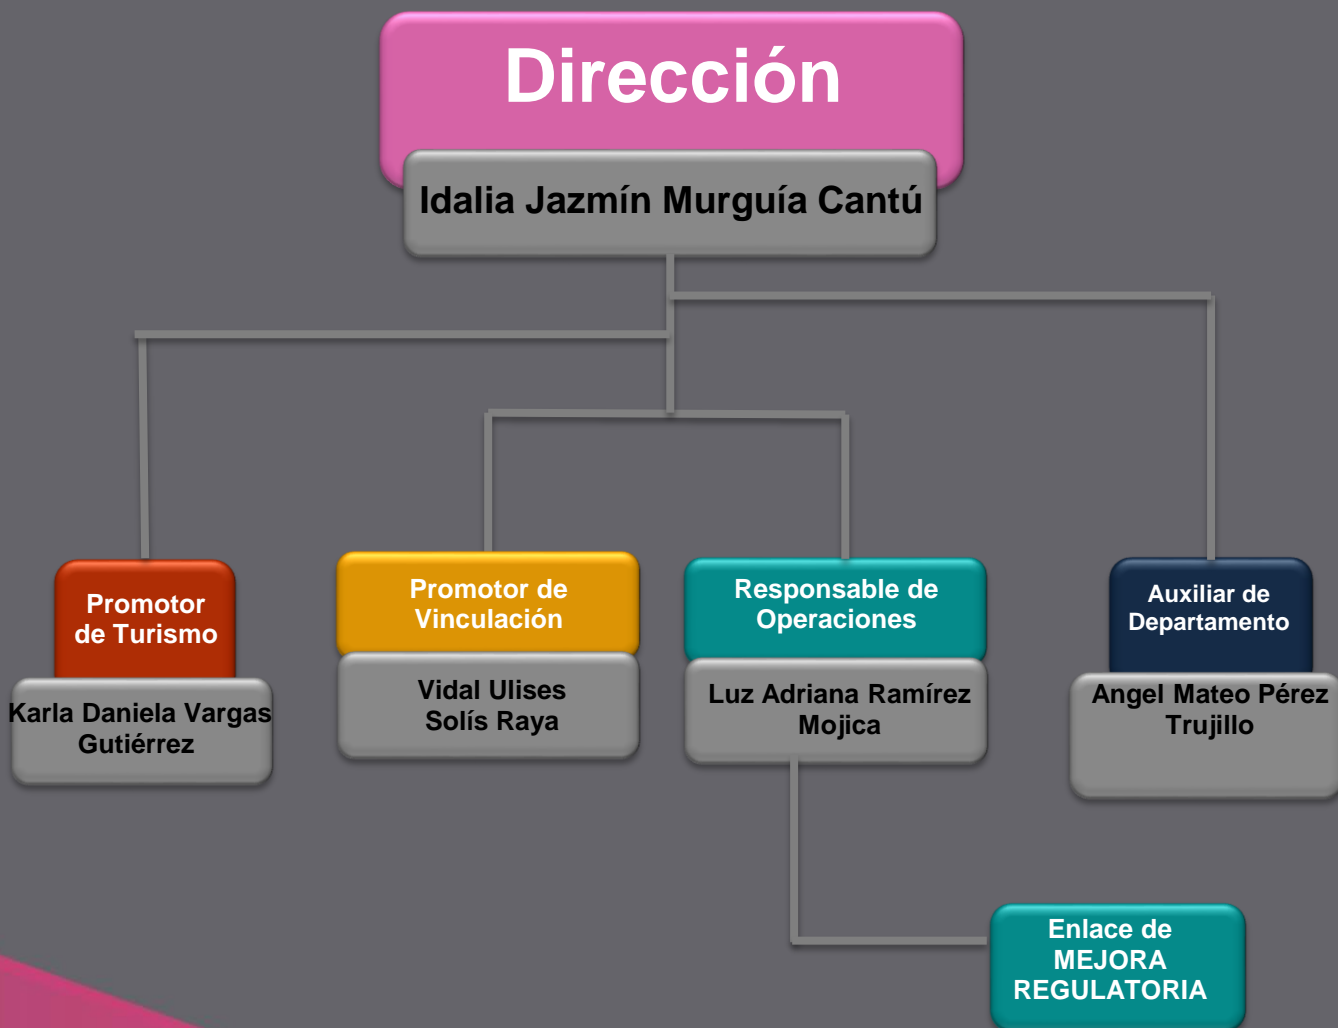 Dirección
Idalia Jazmín Murguía Cantú
Promotor
de Turismo
Karla Daniela Vargas
Gutiérrez
Promotor de
Vinculación
Vidal Ulises
Solís Raya
Responsable de
Operaciones
Luz Adriana Ramírez
Mojica
Auxiliar de
Departamento
Angel Mateo Pérez
Trujillo
Enlace de
MEJORA
REGULATORIA